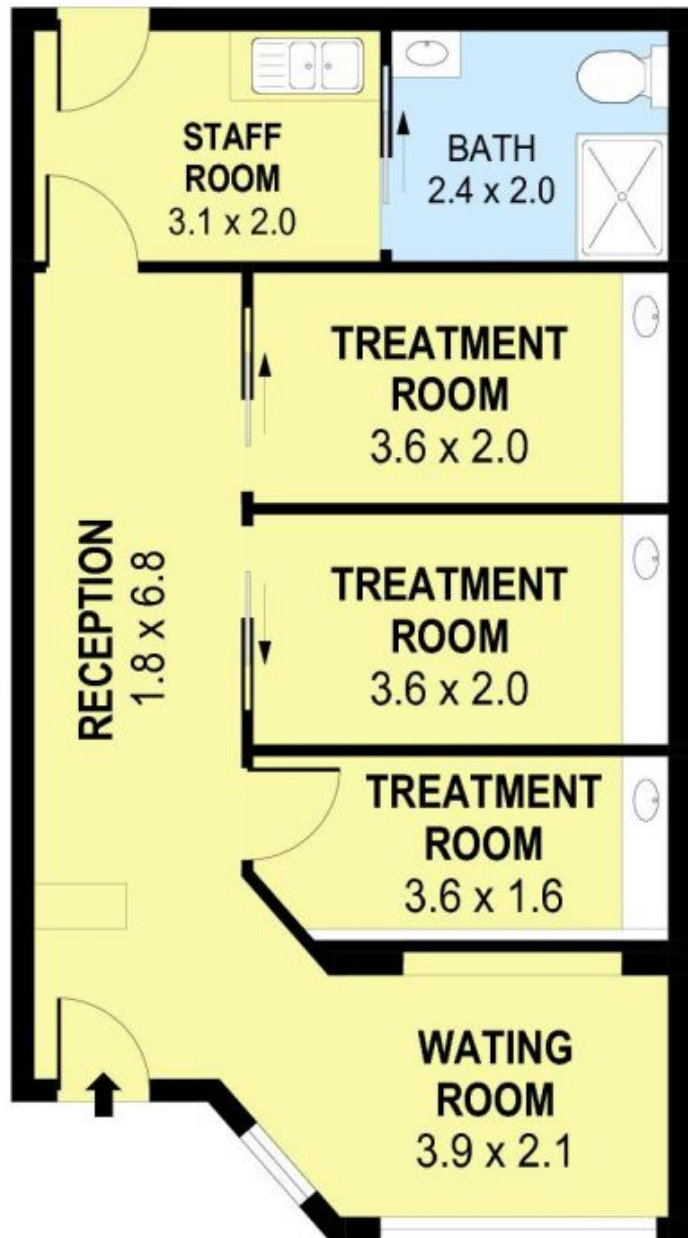 STAFF
ROOM
3.1 x 2.0
BATH
2.4 x 2.0
TREATMENT
ROOM
3.6 x 2.0
RECEPTION
1.8 x 6.8
TREATMENT
ROOM
3.6 x 2.0
TREATMENT
ROOM
3.6 x 1.6
WATING
ROOM
3.9 x 2.1